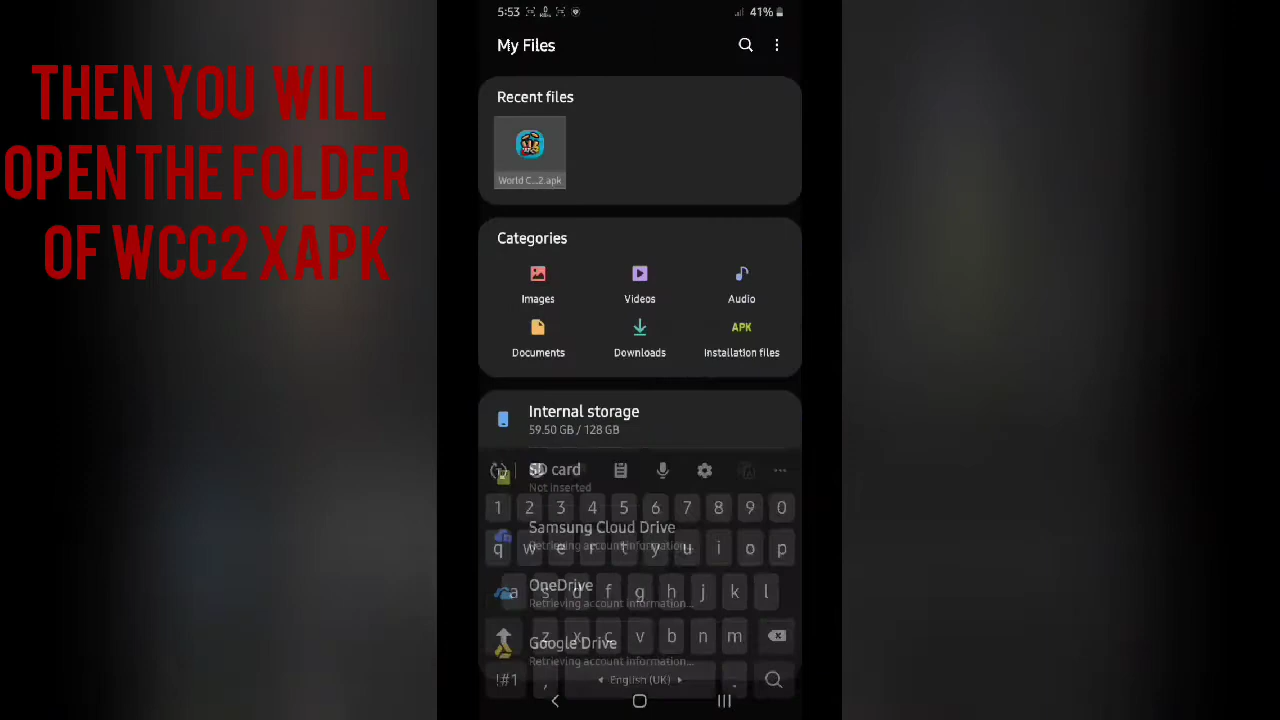 THEN YOU WILL
OPEN THE FOLDER
OF WCC2 XAPK
5:53
41%
My Files
Recent files
World C...2.apk
Categories
Images
Videos
Audio
APK
Documents
Downloads
Installation files
Internal storage
59.50 GB / 128 GB
SD card
Not inserted
1 2 3 4 5 6 7 8 9 0
Samsung Cloud Drive
Retrieving account information...
q w e r t y u i o p
OneDrive
Retrieving account information...
a s d f g h j k l
Google Drive
Retrieving account information...
z x c v b n m
!#1 , English (UK) .